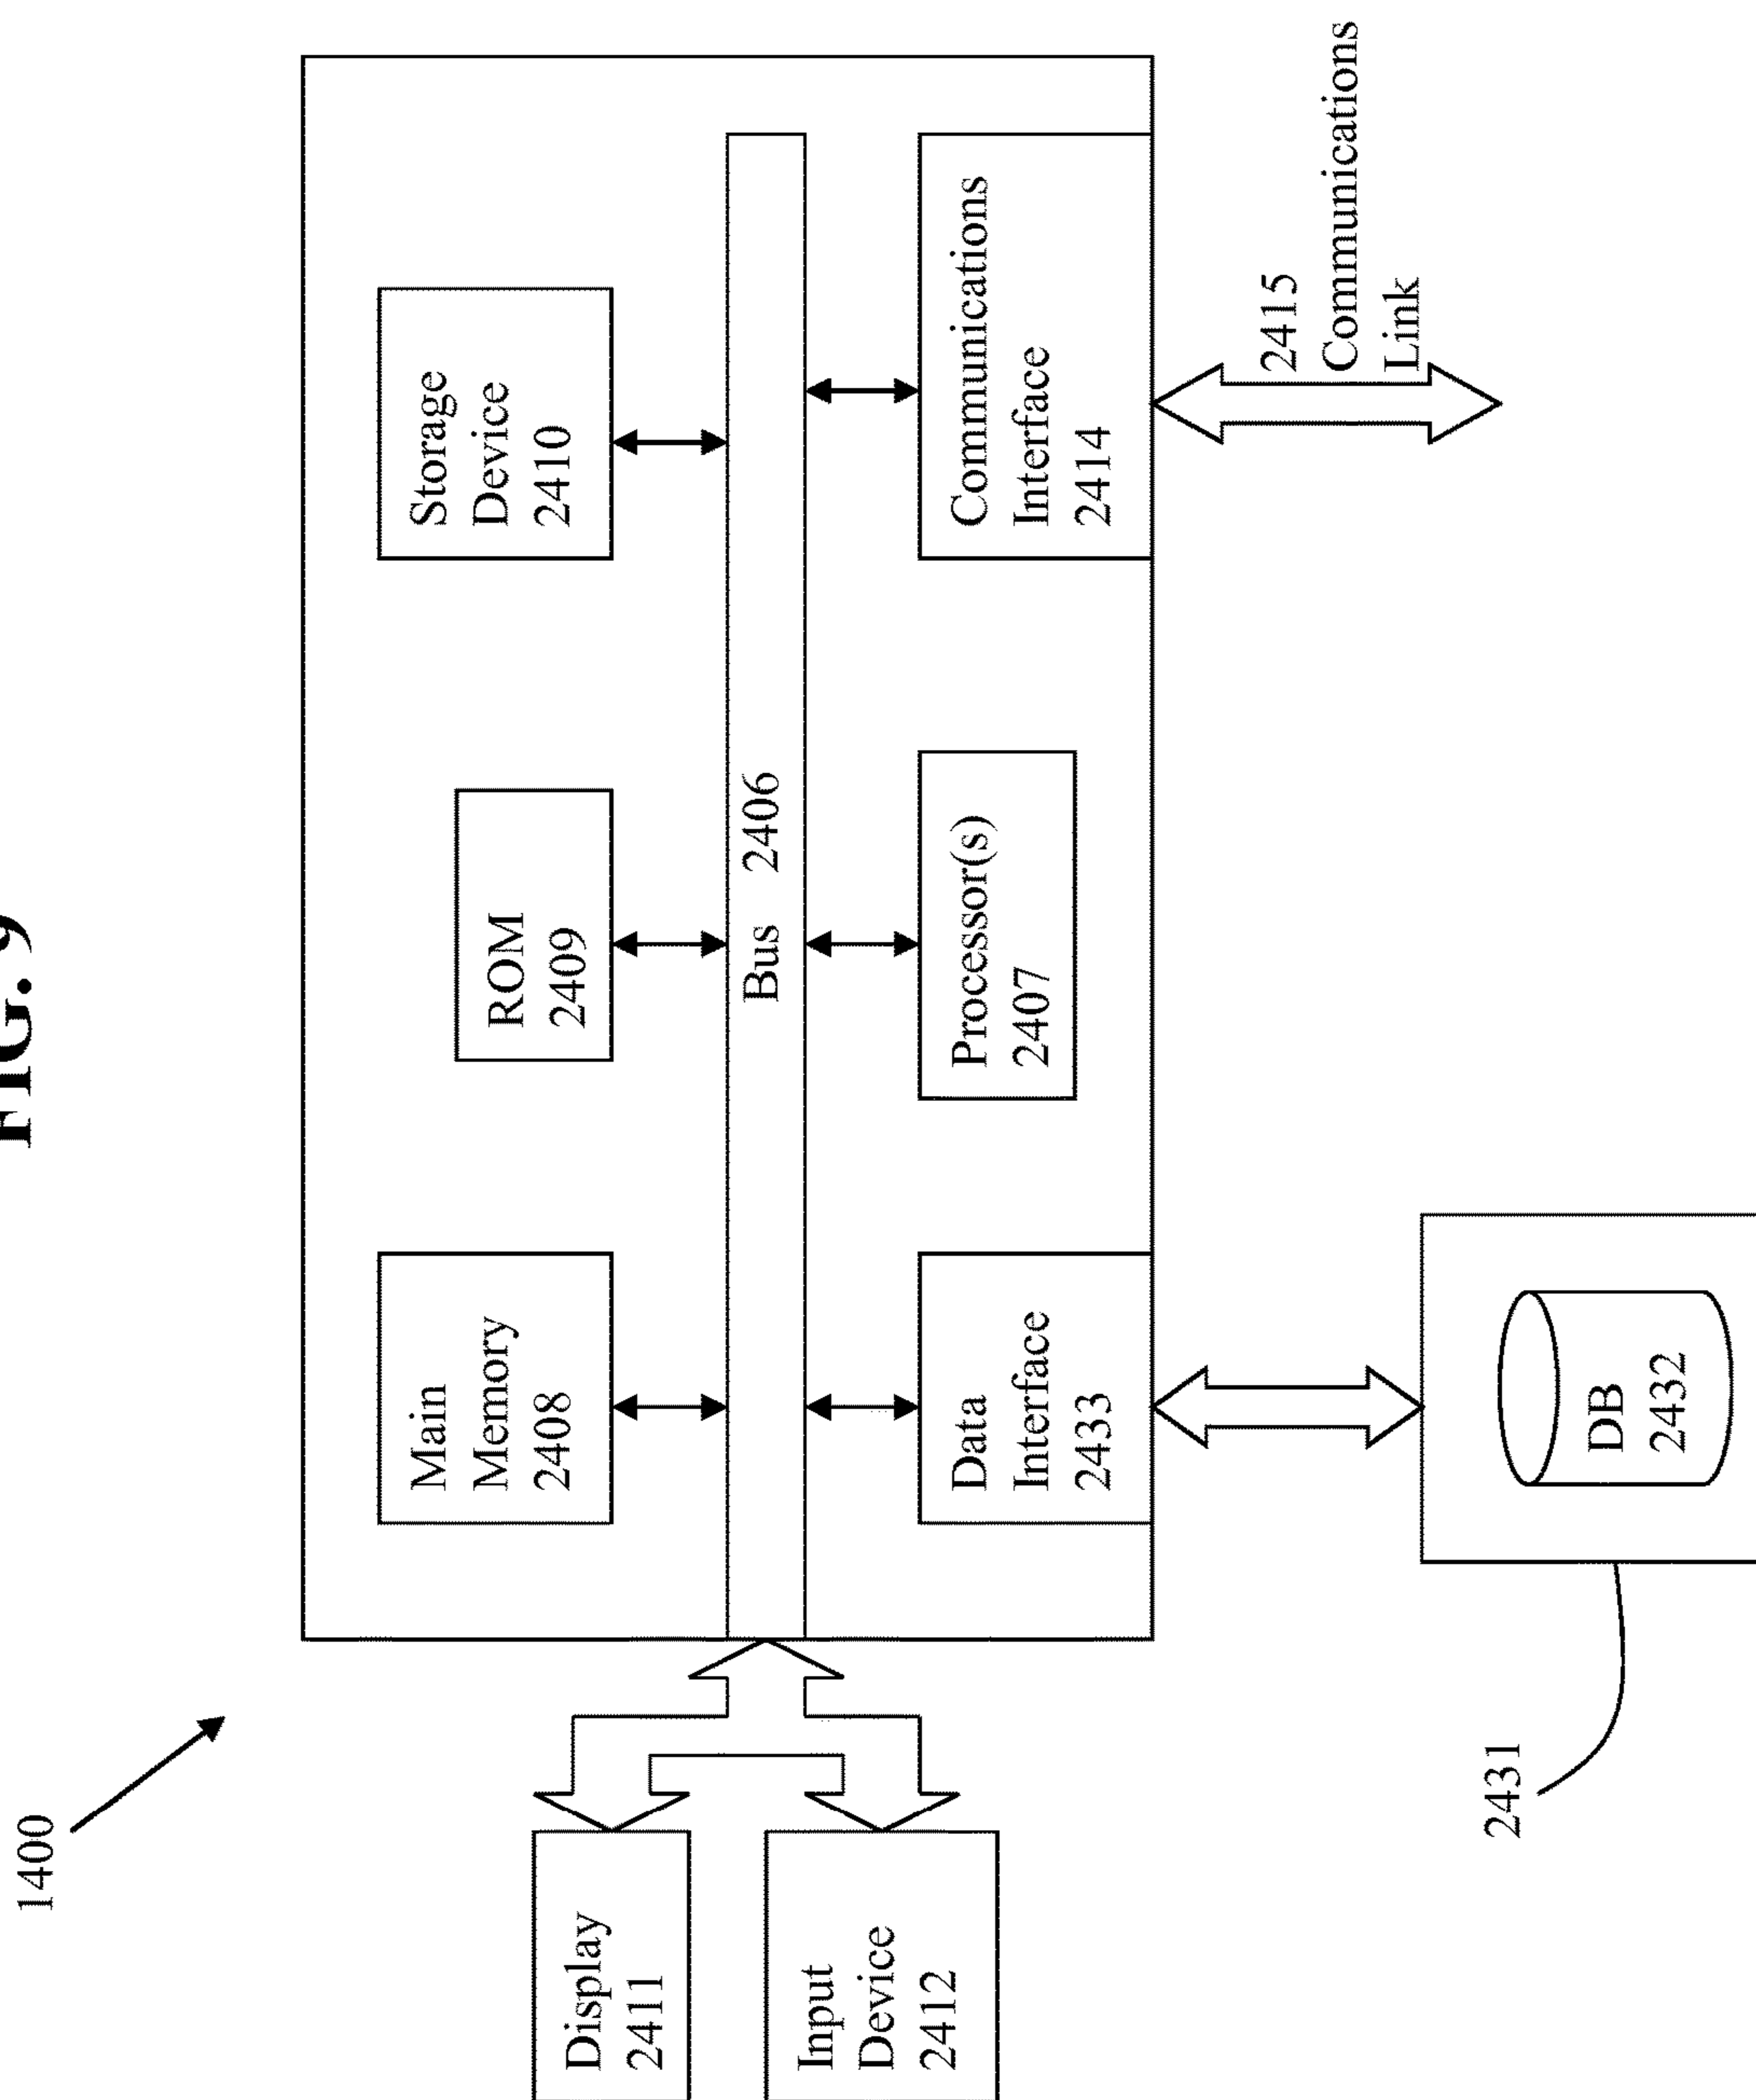 FIG. 9
1400
Main
Memory
2408
ROM
2409
Storage
Device
2410
Bus 2406
Display
2411
Input
Device
2412
Data
Interface
2433
Processor(s)
2407
Communications
Interface
2414
2415
Communications
Link
2431
DB
2432